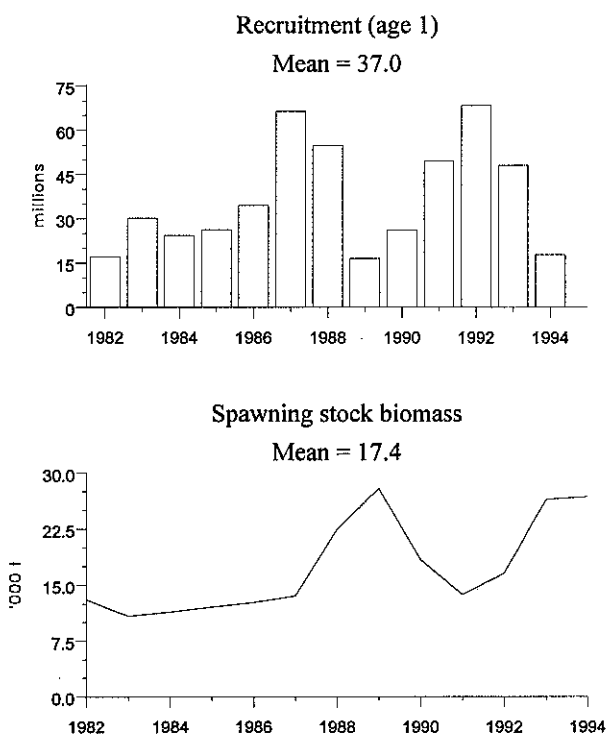 Recruitment (age 1)
Mean = 37.0
75
60
45
30
15
0
millions
1982 1984 1986 1988 1990 1992 1994
Spawning stock biomass
Mean = 17.4
30.0
22.5
15.0
7.5
0.0
'000 t
1982 1984 1986 1988 1990 1992 1994